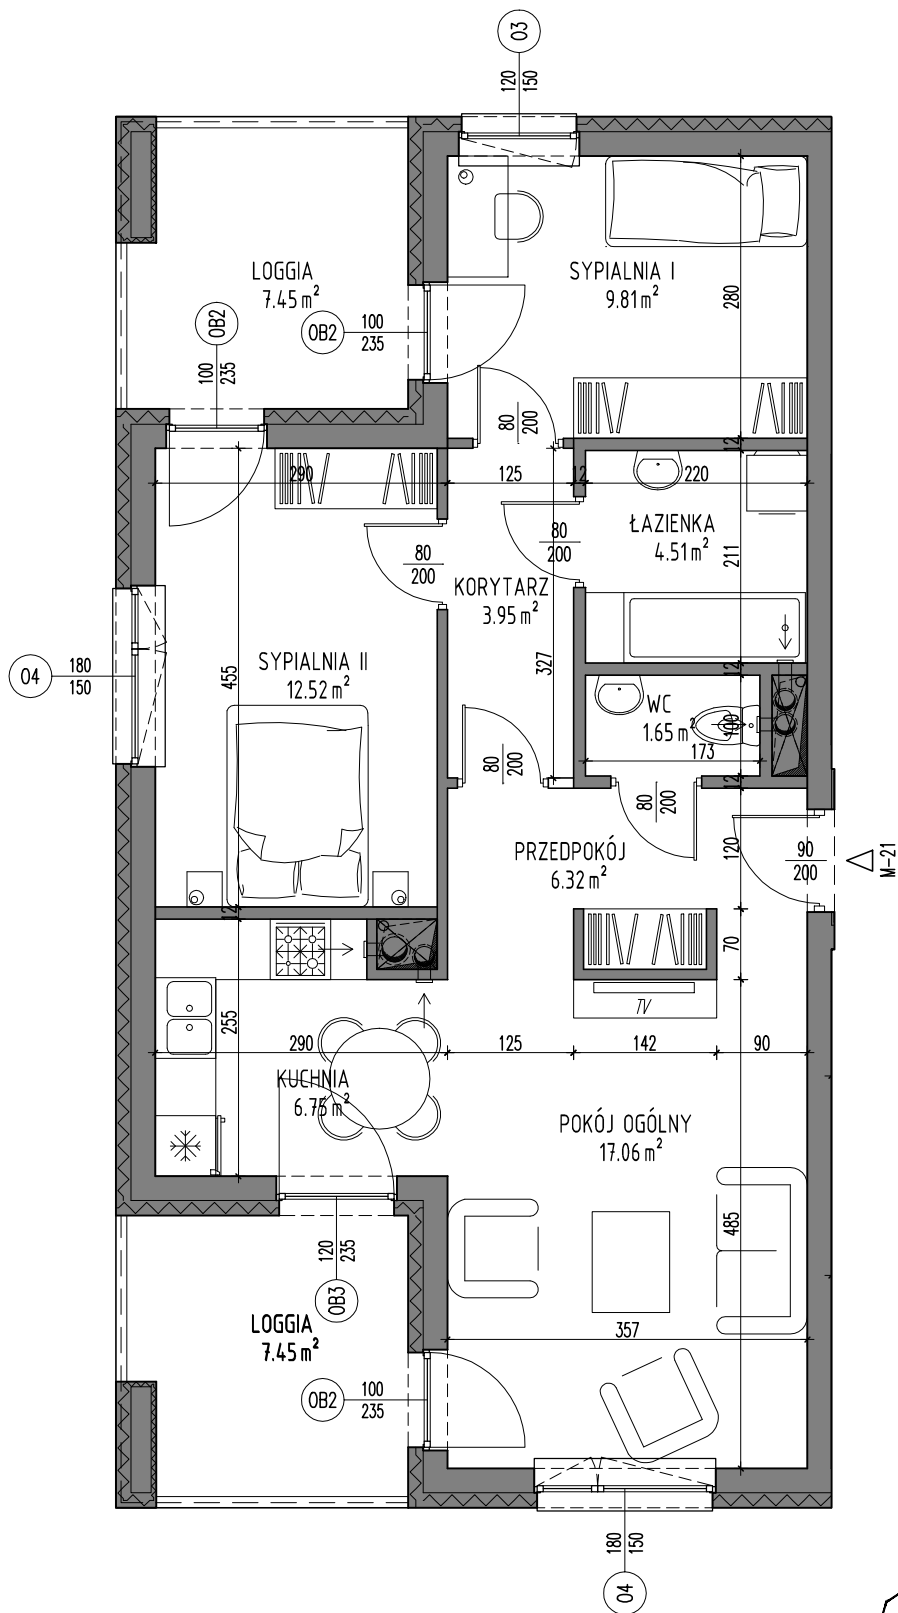 03
120
150
LOGGIA
7.45 m²
SYPIALNIA I
9.81 m²
280
OB2
100
235
OB2
100
235
80
200
12
290
125
12
220
ŁAZIENKA
4.51 m²
211
80
200
80
200
KORYTARZ
3.95 m²
327
04
180
150
455
SYPIALNIA II
12.52 m²
12
WC
1.65 m²
100
173
80
200
80
200
12
PRZEDPOKÓJ
6.32 m²
120
90
200
M-21
12
70
TV
255
290
125
142
90
KUCHNIA
6.75 m²
POKÓJ OGÓLNY
17.06 m²
485
120
235
OB3
LOGGIA
7.45 m²
357
OB2
100
235
180
150
04